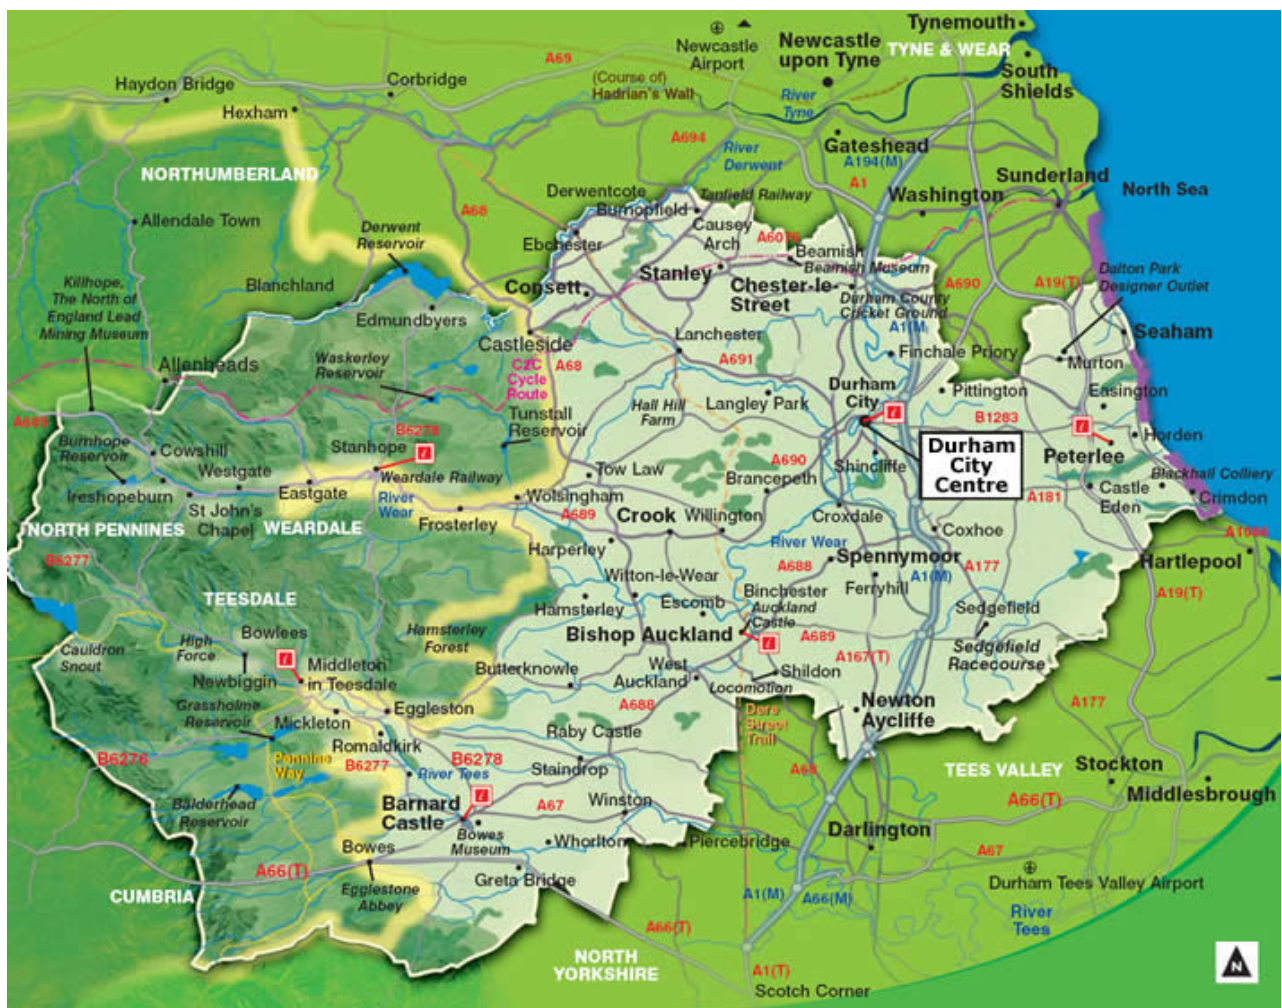 Tynemouth
TYNE & WEAR
Newcastle
Airport
Newcastle
upon Tyne
South
Shields
A69
(Course of)
Hadrian's Wall
River
Tyne
Haydon Bridge
Corbridge
Hexham
A694
River
Derwent
Gateshead
A194(M)
A1
Washington
Sunderland
North Sea
NORTHUMBERLAND
Allendale Town
A68
Derwentcote
Burnopfield
Tanfield Railway
Causey
Arch
A6076
Beamish
Beamish Museum
Derwent
Reservoir
Ebchester
Stanley
Chester-le-
Street
Durham County
Cricket Ground
A1(M
A690
A19(T)
Dalton Park
Designer Outlet
Seaham
Killhope,
The North of
England Lead
Mining Museum
Blanchland
Edmundbyers
Consett
Castleside
Lanchester
A691
Finchale Priory
Murton
Allenheads
Waskerley
Reservoir
C2C
Cycle
Route
A68
Hall Hill
Farm
Langley Park
Durham
City
i
Pittington
B1283
Easington
i
A689
Burnhope
Reservoir
Cowshill
Westgate
Stanhope
B6278
i
Weardale Railway
Tunstall
Reservoir
Tow Law
A690
Brancepeth
Shincliffe
Durham
City
Centre
Peterlee
Horden
Blackhall Colliery
Castle
Eden
Crimdon
A181
Ireshopeburn
St John's
Chapel
Eastgate
River
Wear
Wolsingham
A689
Frosterley
Crook
Willington
Croxdale
Coxhoe
NORTH PENNINES
WEARDALE
B6277
Harperley
River Wear
Spennymoor
A688
A1(M)
A177
A1086
Hartlepool
A19(T)
TEESDALE
Witton-le-Wear
Hamsterley
Escomb
Binchester
Auckland
Castle
Ferryhill
Sedgefield
Sedgefield
Racecourse
Cauldron
Snout
High
Force
Bowlees
i
Newbiggin
Middleton
in Teesdale
Hamsterley
Forest
Bishop Auckland
i
A689
A167(T)
Butterknowle
West
Auckland
Shildon
Locomotion
Grassholme
Reservoir
Mickleton
Eggleston
A688
Newton
Aycliffe
A177
Dere
Street
Trail
B6276
Pennine
Way
Romaldkirk
B6277
B6278
River Tees
Raby Castle
Staindrop
A68
TEES VALLEY
Stockton
Middlesbrough
A66(T)
Balderhead
Reservoir
Barnard
Castle
i
A67
Winston
Bowes
Museum
Whorlton
Piercebridge
Darlington
A67
Durham Tees Valley Airport
Bowes
A66(T)
Greta Bridge
Egglestone
Abbey
CUMBRIA
A1(M)
A66(M)
River
Tees
A66(T)
NORTH
YORKSHIRE
A1(T)
Scotch Corner
N